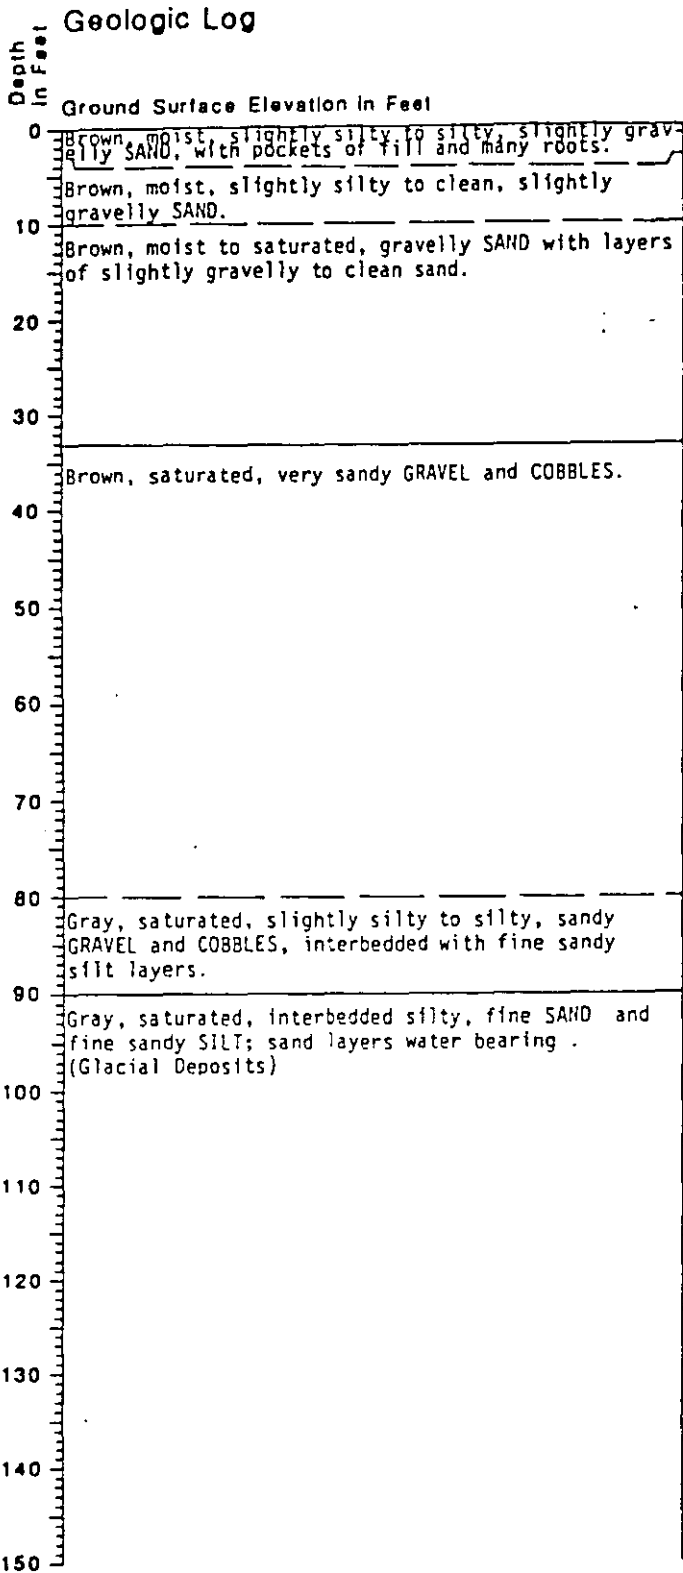 Geologic Log
Depth
in Feet
Ground Surface Elevation in Feet
0
Brown, moist, slightly silty to silty, slightly grav-
elly SAND, with pockets of fill and many roots.
Brown, moist, slightly silty to clean, slightly
gravelly SAND.
10
Brown, moist to saturated, gravelly SAND with layers
of slightly gravelly to clean sand.
20
30
Brown, saturated, very sandy GRAVEL and COBBLES.
40
50
60
70
80
Gray, saturated, slightly silty to silty, sandy
GRAVEL and COBBLES, interbedded with fine sandy
silt layers.
90
Gray, saturated, interbedded silty, fine SAND and
fine sandy SILT; sand layers water bearing .
(Glacial Deposits)
100
110
120
130
140
150